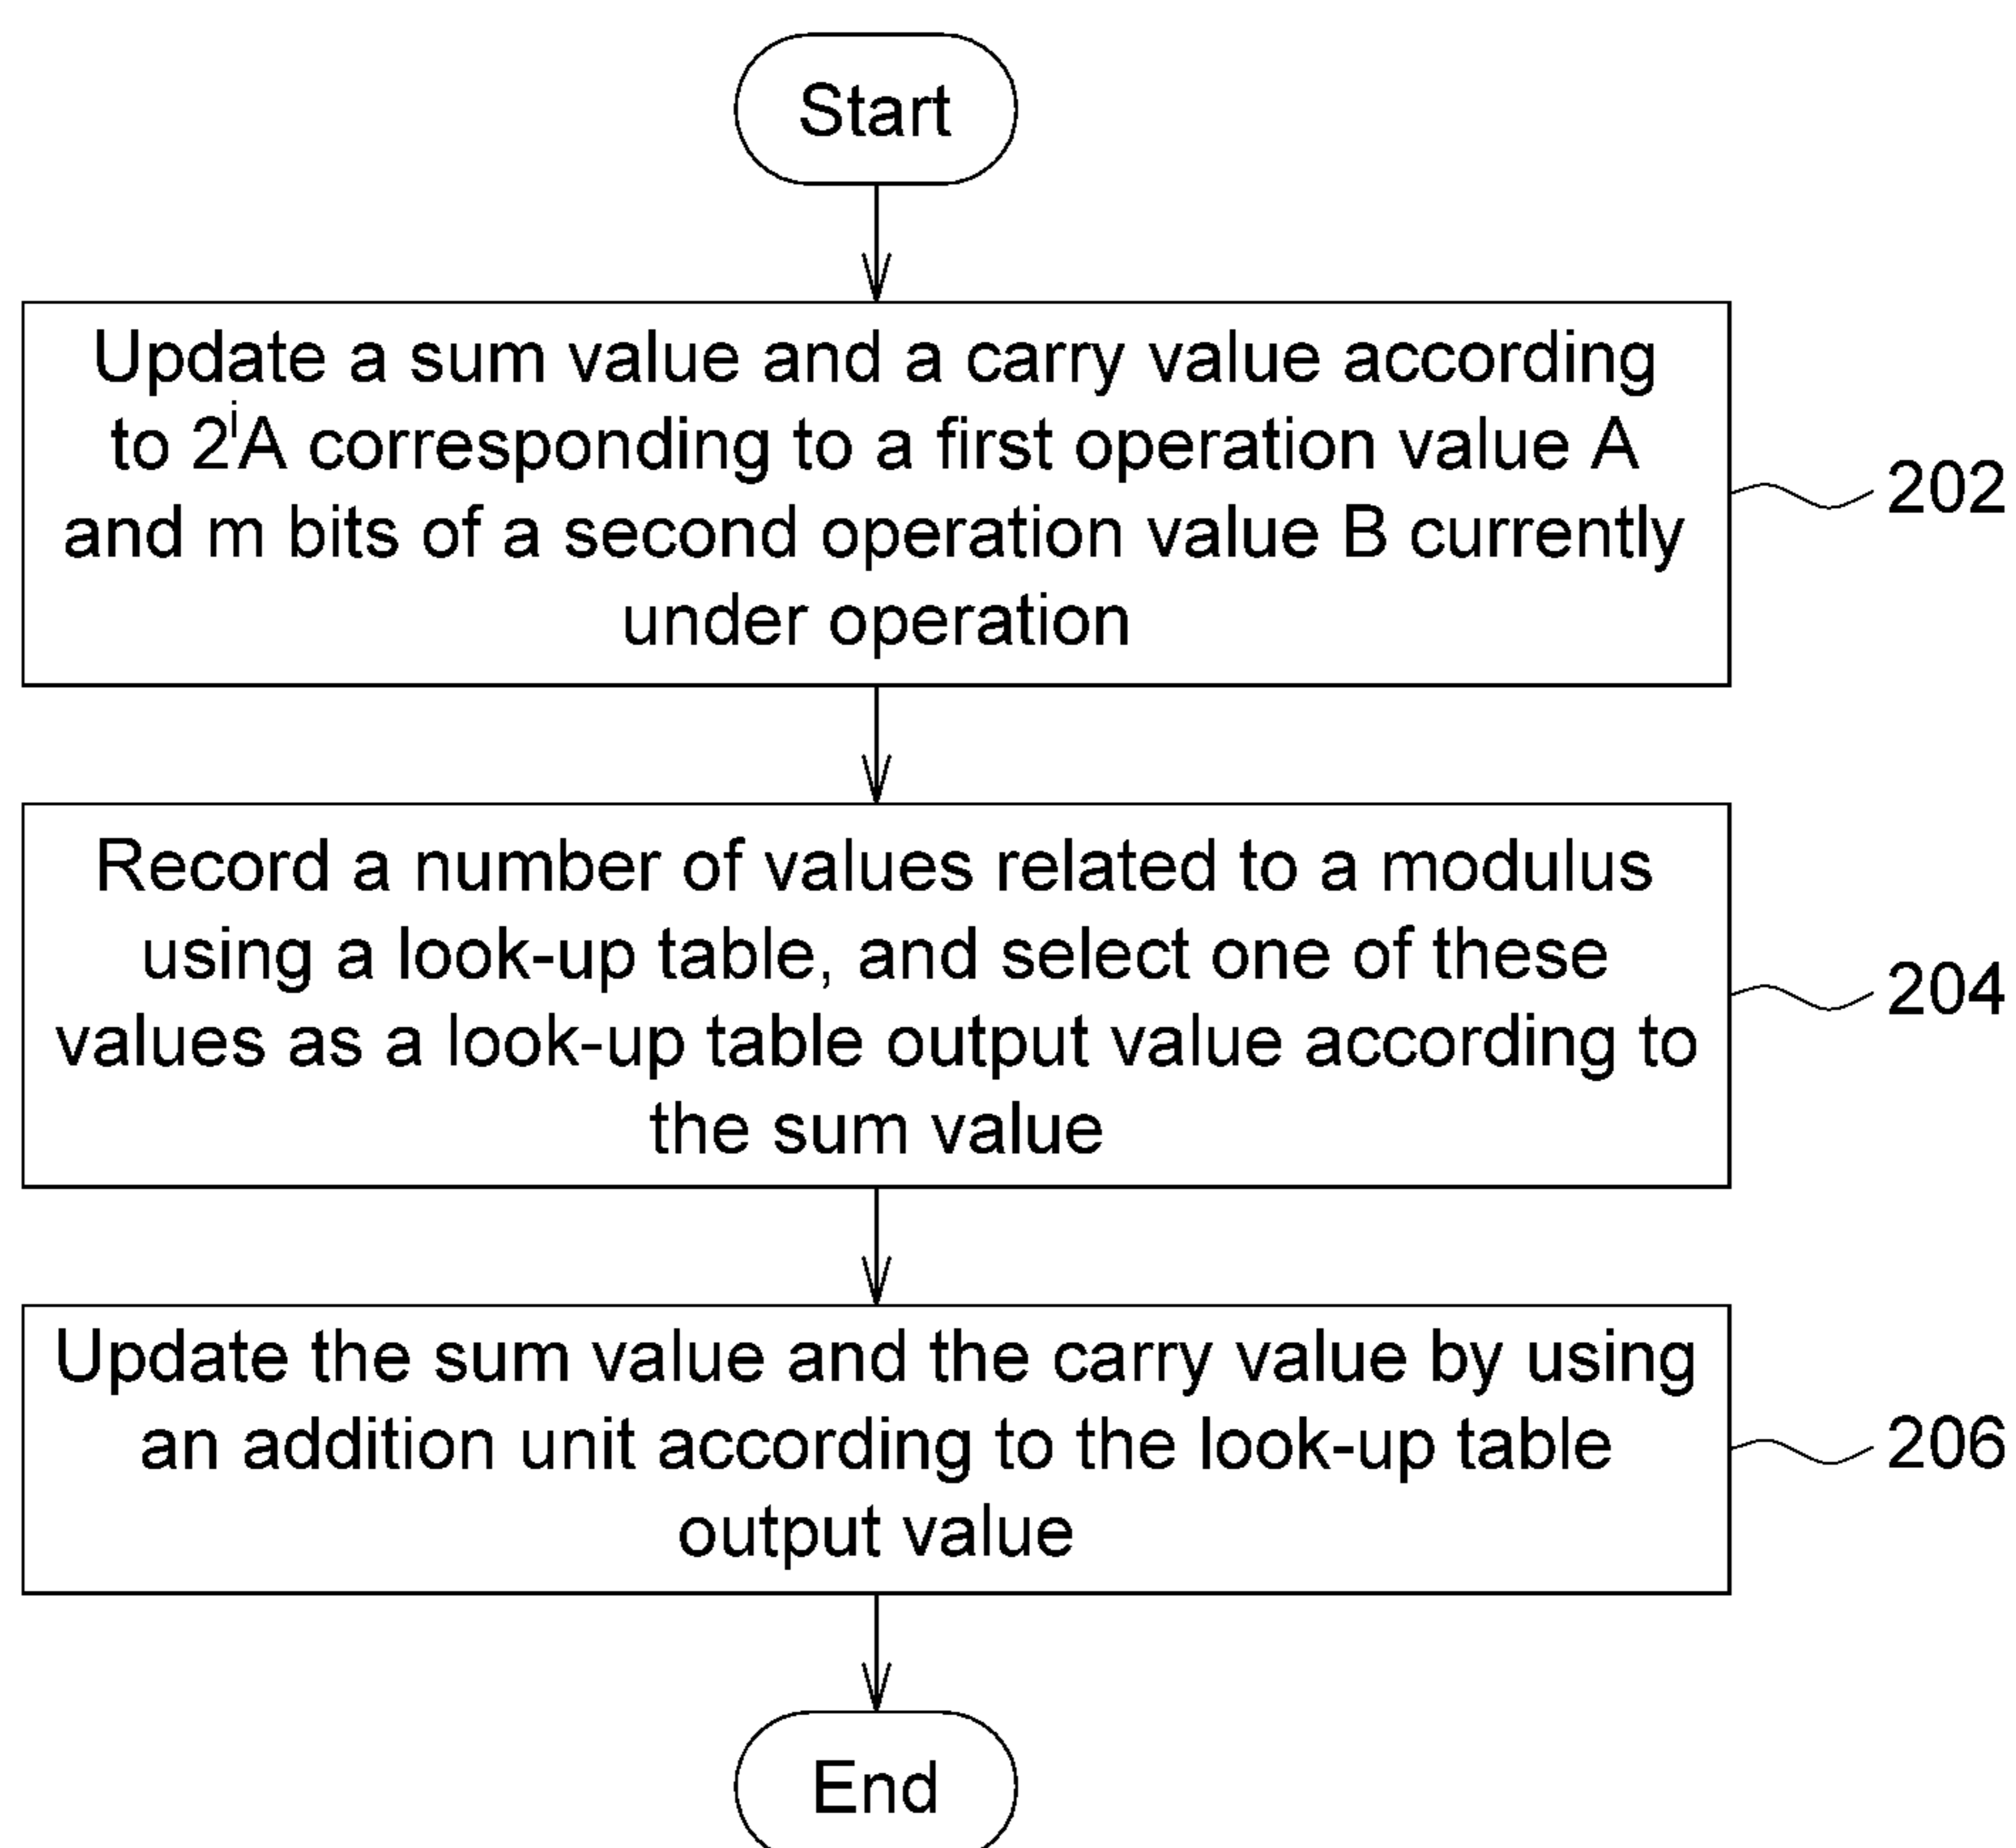 Start
Update a sum value and a carry value according
to 2ⁱA corresponding to a first operation value A
and m bits of a second operation value B currently
under operation
202
Record a number of values related to a modulus
using a look-up table, and select one of these
values as a look-up table output value according to
the sum value
204
Update the sum value and the carry value by using
an addition unit according to the look-up table
output value
206
End